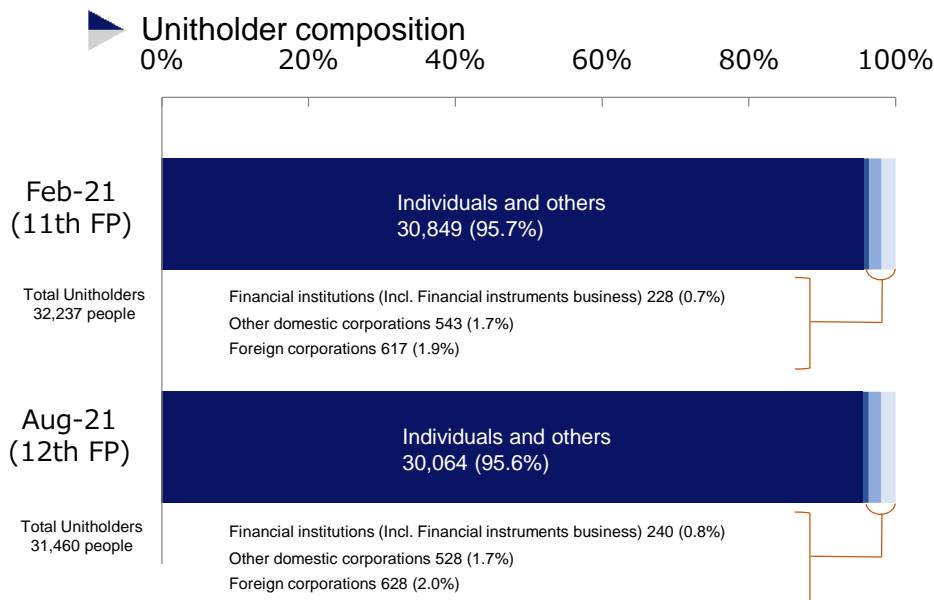 Unitholder composition
0% 20% 40% 60% 80% 100%
Feb-21
(11th FP)
Individuals and others
30,849 (95.7%)
Total Unitholders
32,237 people
Financial institutions (Incl. Financial instruments business) 228 (0.7%)
Other domestic corporations 543 (1.7%)
Foreign corporations 617 (1.9%)
Aug-21
(12th FP)
Individuals and others
30,064 (95.6%)
Total Unitholders
31,460 people
Financial institutions (Incl. Financial instruments business) 240 (0.8%)
Other domestic corporations 528 (1.7%)
Foreign corporations 628 (2.0%)